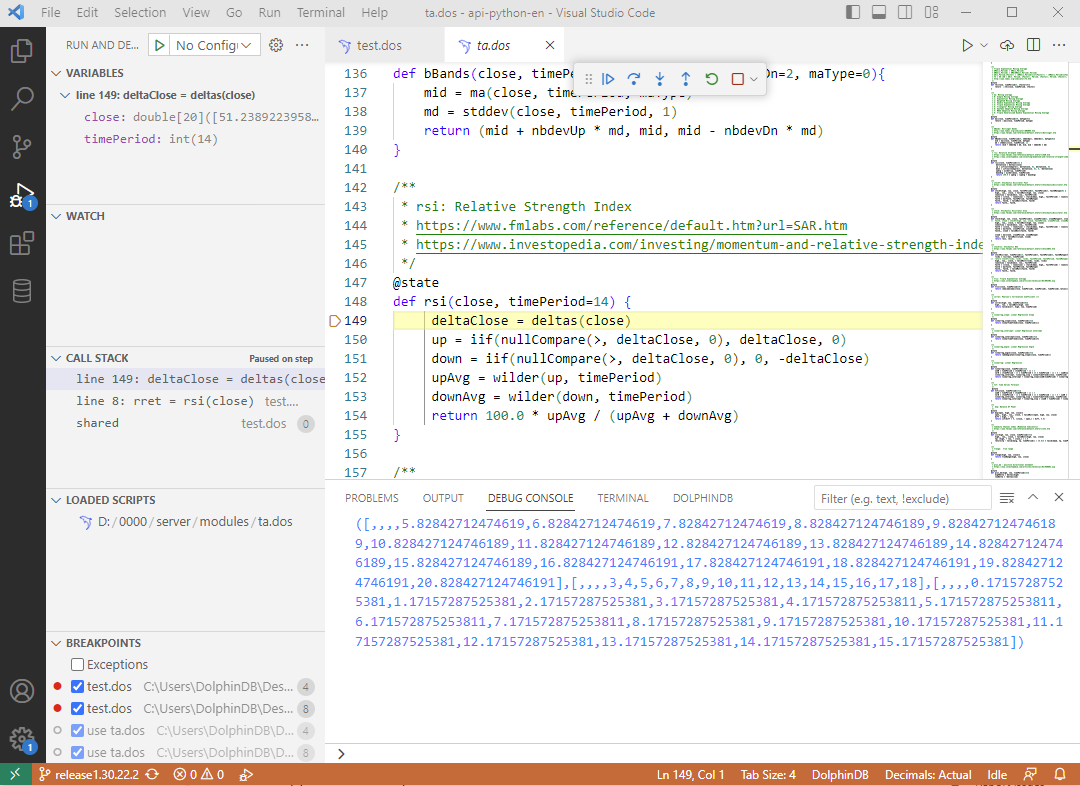 File Edit Selection View Go Run Terminal Help ta.dos - api-python-en - Visual Studio Code
RUN AND DE... No Config
VARIABLES
line 149: deltaClose = deltas(close)
close: double[20]([51.2389223958...
timePeriod: int(14)
WATCH
CALL STACK Paused on step
line 149: deltaClose = deltas(close
line 8: rret = rsi(close) test....
shared test.dos 0
LOADED SCRIPTS
D:/0000/server/modules/ta.dos
BREAKPOINTS
Exceptions
test.dos C:\Users\DolphinDB\Des... 4
test.dos C:\Users\DolphinDB\Des... 8
use ta.dos C:\Users\DolphinDB\D... 4
use ta.dos C:\Users\DolphinDB\D... 8
1
1
test.dos ta.dos
136 def bBands(close, timePe n=2, maType=0){
137 mid = ma(close, timePeriod, maType)
138 md = stddev(close, timePeriod, 1)
139 return (mid + nbdevUp * md, mid, mid - nbdevDn * md)
140 }
141
142 /**
143 * rsi: Relative Strength Index
144 * https://www.fmlabs.com/reference/default.htm?url=SAR.htm
145 * https://www.investopedia.com/investing/momentum-and-relative-strength-inde
146 */
147 @state
148 def rsi(close, timePeriod=14) {
149 deltaClose = deltas(close)
150 up = iif(nullCompare(>, deltaClose, 0), deltaClose, 0)
151 down = iif(nullCompare(>, deltaClose, 0), 0, -deltaClose)
152 upAvg = wilder(up, timePeriod)
153 downAvg = wilder(down, timePeriod)
154 return 100.0 * upAvg / (upAvg + downAvg)
155 }
156
157 /**
PROBLEMS OUTPUT DEBUG CONSOLE TERMINAL DOLPHINDB Filter (e.g. text, !exclude)
([,,,,5.82842712474619,6.82842712474619,7.82842712474619,8.828427124746189,9.82842712474618
9,10.828427124746189,11.828427124746189,12.828427124746189,13.828427124746189,14.82842712474
6189,15.828427124746189,16.828427124746191,17.828427124746191,18.828427124746191,19.82842712
4746191,20.828427124746191],[,,,,3,4,5,6,7,8,9,10,11,12,13,14,15,16,17,18],[,,,,0.1715728752
5381,1.17157287525381,2.17157287525381,3.17157287525381,4.171572875253811,5.171572875253811,
6.171572875253811,7.171572875253811,8.17157287525381,9.17157287525381,10.17157287525381,11.1
7157287525381,12.17157287525381,13.17157287525381,14.17157287525381,15.17157287525381])
release1.30.22.2 0 0 Ln 149, Col 1 Tab Size: 4 DolphinDB Decimals: Actual Idle